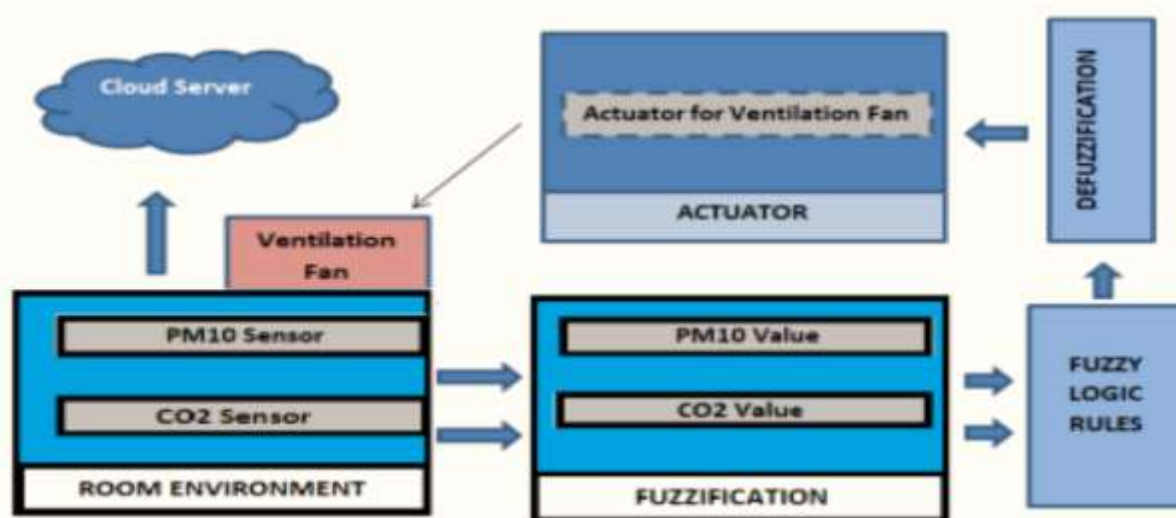 Cloud Server
Actuator for Ventilation Fan
ACTUATOR
DEFUZZIFICATION
Ventilation
Fan
PM10 Sensor
CO2 Sensor
ROOM ENVIRONMENT
PM10 Value
CO2 Value
FUZZIFICATION
FUZZY
LOGIC
RULES